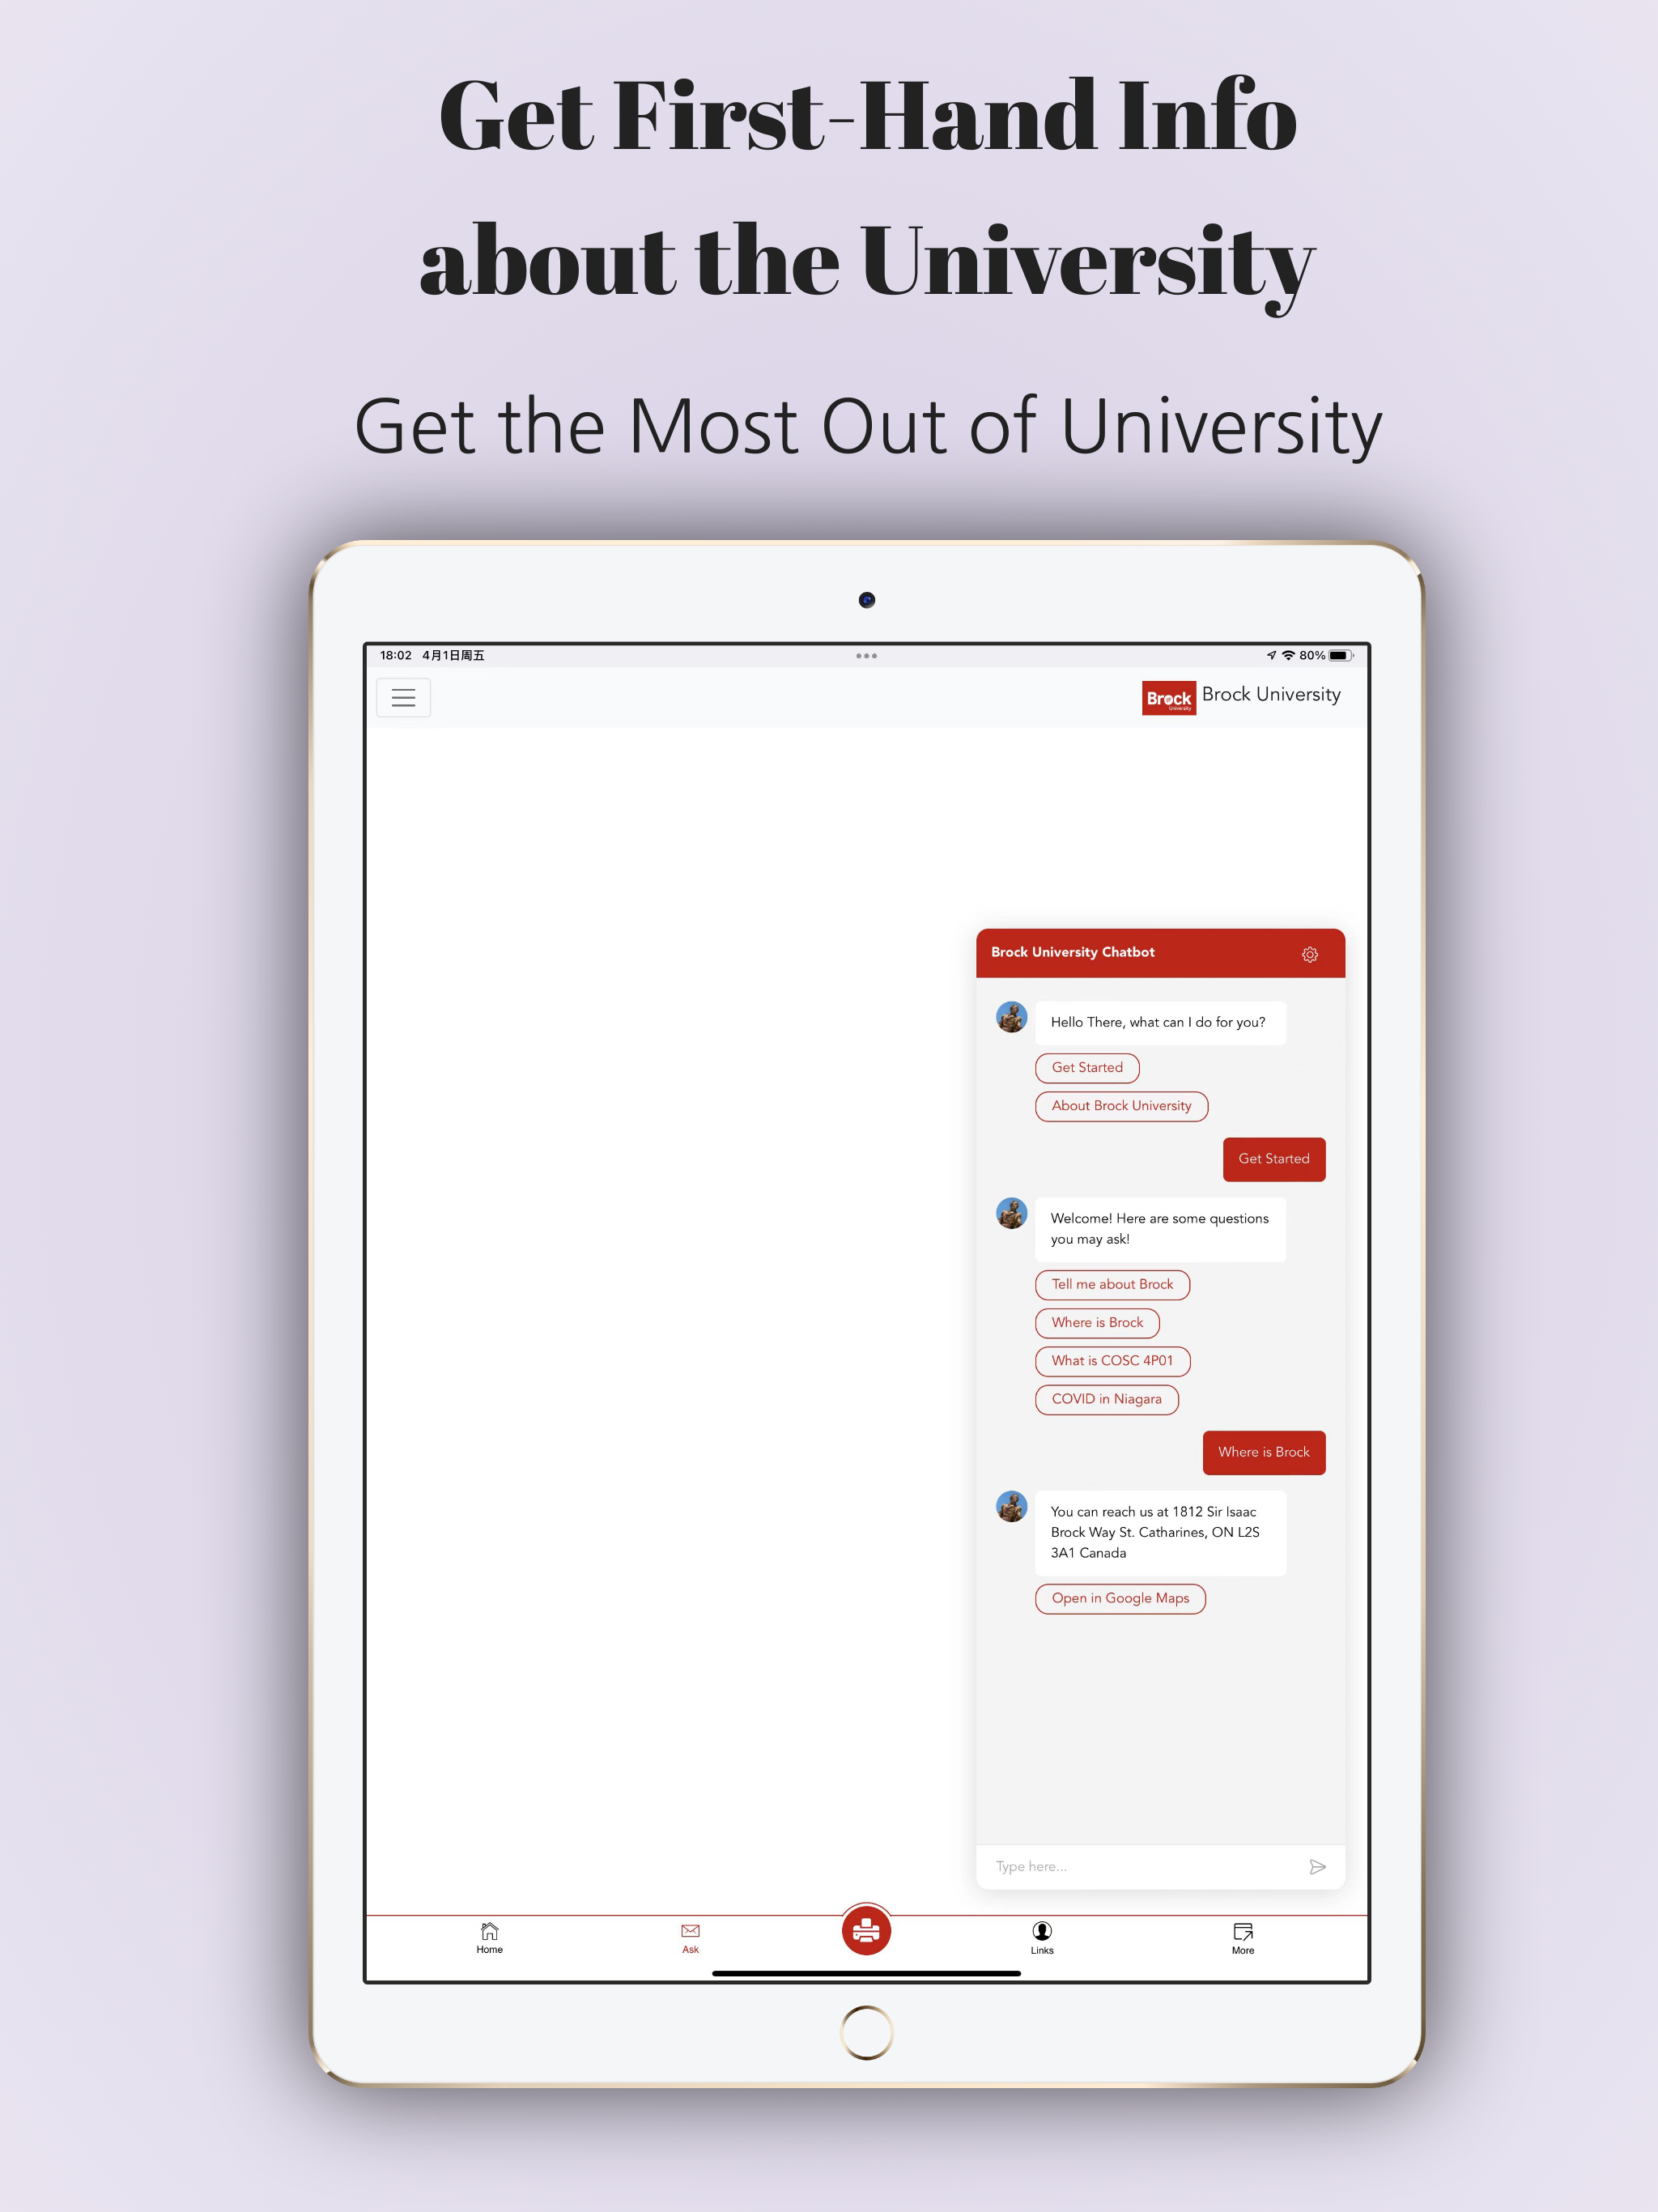 Get First-Hand Info
about the University
Get the Most Out of University
18:02 4月1日周五
80%
Brock
University
Brock University
Brock University Chatbot
Hello There, what can I do for you?
Get Started
About Brock University
Get Started
Welcome! Here are some questions
you may ask!
Tell me about Brock
Where is Brock
What is COSC 4P01
COVID in Niagara
Where is Brock
You can reach us at 1812 Sir Isaac
Brock Way St. Catharines, ON L2S
3A1 Canada
Open in Google Maps
Type here...
Home
Ask
Links
More